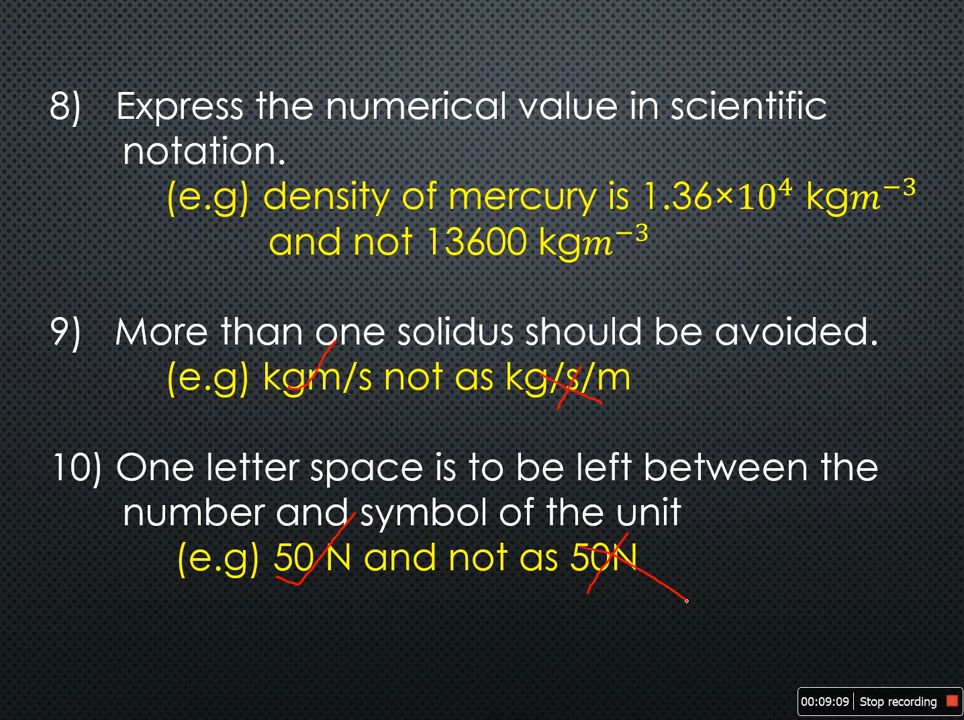 8) Express the numerical value in scientific
notation.
(e.g) density of mercury is 1.36×10⁴ kgm⁻³
and not 13600 kgm⁻³
9) More than one solidus should be avoided.
(e.g) kgm/s not as kg/s/m
10) One letter space is to be left between the
number and symbol of the unit
(e.g) 50 N and not as 50N
00:09:09 Stop recording